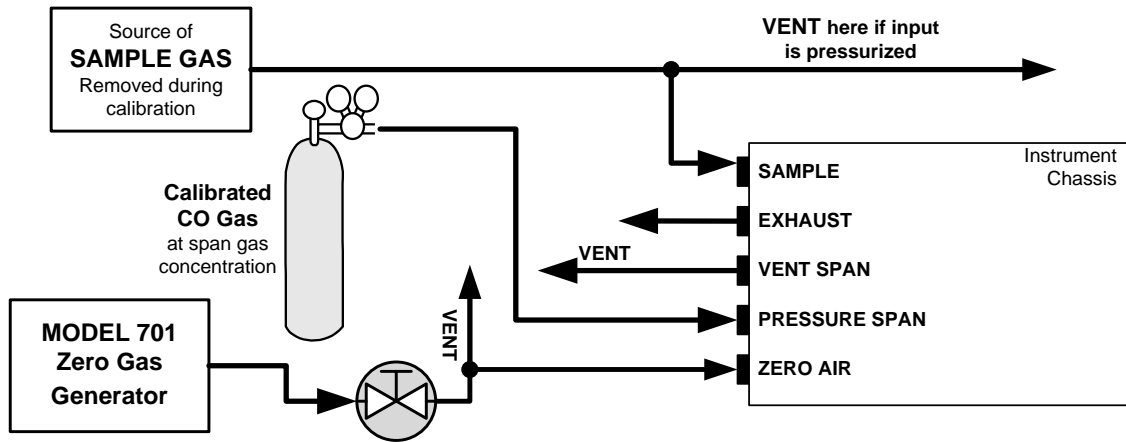 Source of
SAMPLE GAS
Removed during
calibration
VENT here if input
is pressurized
Instrument
Chassis
Calibrated
CO Gas
at span gas
concentration
SAMPLE
EXHAUST
VENT
VENT SPAN
PRESSURE SPAN
ZERO AIR
MODEL 701
Zero Gas
Generator
VENT